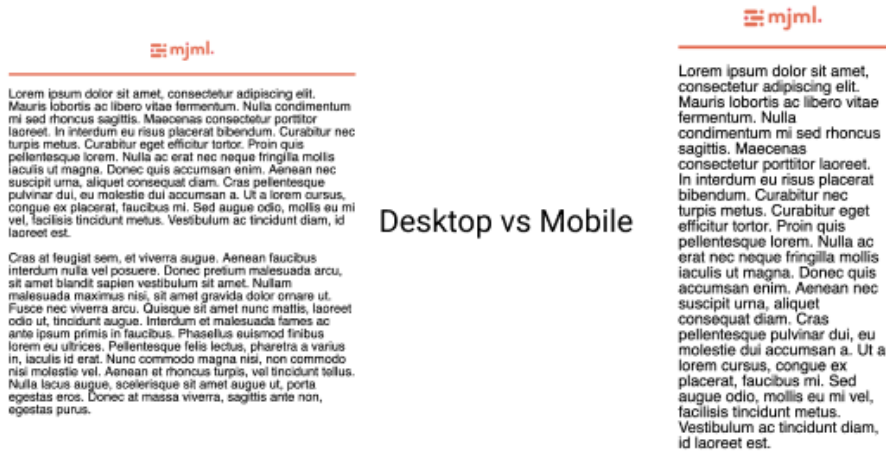 mjml.
Lorem ipsum dolor sit amet, consectetur adipiscing elit.
Mauris lobortis ac libero vitae fermentum. Nulla condimentum
mi sed rhoncus sagittis. Maecenas consectetur porttitor
laoreet. In interdum eu risus placerat bibendum. Curabitur nec
turpis metus. Curabitur eget efficitur tortor. Proin quis
pellentesque lorem. Nulla ac erat nec neque fringilla mollis
iaculis ut magna. Donec quis accumsan enim. Aenean nec
suscipit urna, aliquet consequat diam. Cras pellentesque
pulvinar dui, eu molestie dui accumsan a. Ut a lorem cursus,
congue ex placerat, faucibus mi. Sed augue odio, mollis eu mi
vel, facilisis tincidunt metus. Vestibulum ac tincidunt diam, id
laoreet est.
Cras at feugiat sem, et viverra augue. Aenean faucibus
interdum nulla vel posuere. Donec pretium malesuada arcu,
sit amet blandit sapien vestibulum sit amet. Nullam
malesuada maximus nisi, sit amet gravida dolor ornare ut.
Fusce nec viverra arcu. Quisque sit amet nunc mattis, laoreet
odio ut, tincidunt augue. Interdum et malesuada fames ac
ante ipsum primis in faucibus. Phasellus euismod finibus
lorem eu ultrices. Pellentesque felis lectus, pharetra a varius
in, iaculis id erat. Nunc commodo magna nisi, non commodo
nisi molestie vel. Aenean et rhoncus turpis, vel tincidunt tellus.
Nulla lacus augue, scelerisque sit amet augue ut, porta
egestas eros. Donec at massa viverra, sagittis ante non,
egestas purus.
Desktop vs Mobile
mjml.
Lorem ipsum dolor sit amet,
consectetur adipiscing elit.
Mauris lobortis ac libero vitae
fermentum. Nulla
condimentum mi sed rhoncus
sagittis. Maecenas
consectetur porttitor laoreet.
In interdum eu risus placerat
bibendum. Curabitur nec
turpis metus. Curabitur eget
efficitur tortor. Proin quis
pellentesque lorem. Nulla ac
erat nec neque fringilla mollis
iaculis ut magna. Donec quis
accumsan enim. Aenean nec
suscipit urna, aliquet
consequat diam. Cras
pellentesque pulvinar dui, eu
molestie dui accumsan a. Ut a
lorem cursus, congue ex
placerat, faucibus mi. Sed
augue odio, mollis eu mi vel,
facilisis tincidunt metus.
Vestibulum ac tincidunt diam,
id laoreet est.